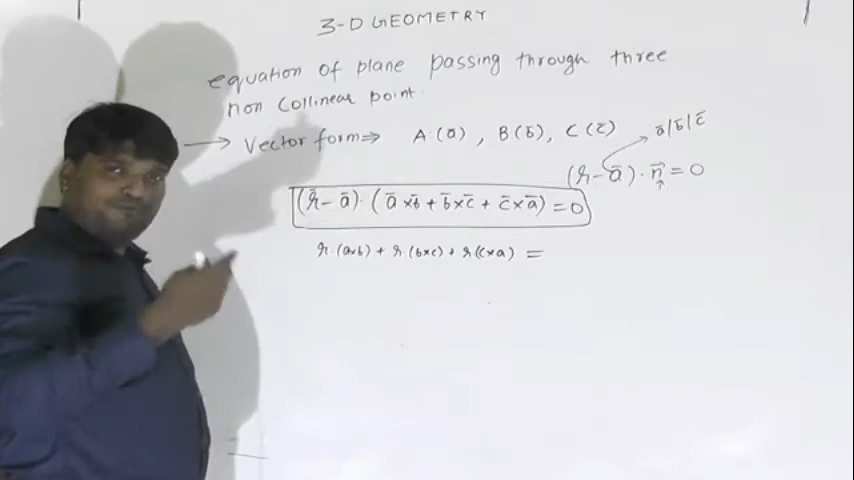 3-D GEOMETRY
equation of plane passing through three
non collinear point.
→ Vector form ⇒ A(ā), B(b̄), C(c̄)
ā/b̄/c̄
(r̄-ā)·n̄ = 0
(r̄-ā)·(ā×b̄ + b̄×c̄ + c̄×ā) = 0
r·(a×b) + r·(b×c) + r(c×a) =